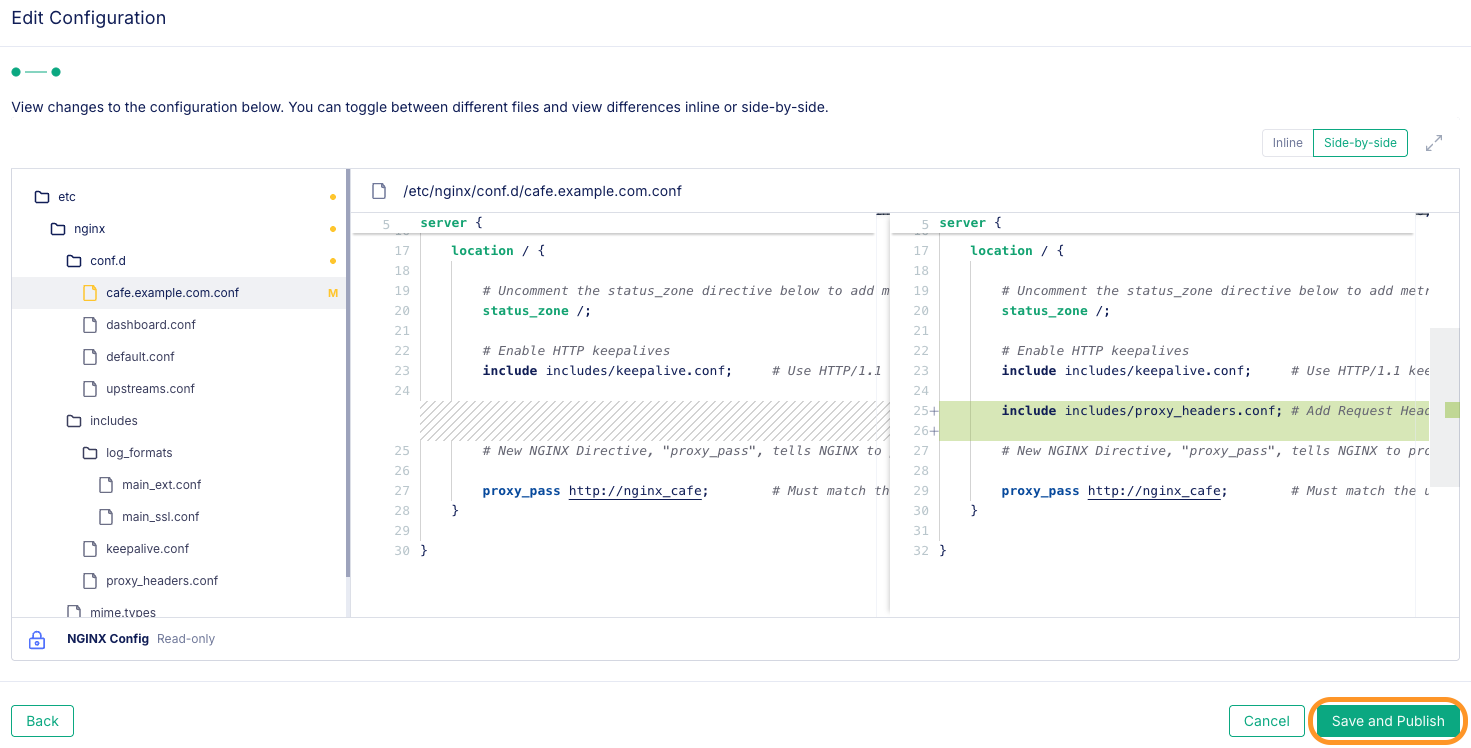 Edit Configuration
View changes to the configuration below. You can toggle between different files and view differences inline or side-by-side.
Inline Side-by-side
etc
nginx
conf.d
cafe.example.com.conf M
dashboard.conf
default.conf
upstreams.conf
includes
log_formats
main_ext.conf
main_ssl.conf
keepalive.conf
proxy_headers.conf
mime.types
/etc/nginx/conf.d/cafe.example.com.conf
5 server {
17 location / {
18
19 # Uncomment the status_zone directive below to add m
20 status_zone /;
21
22 # Enable HTTP keepalives
23 include includes/keepalive.conf; # Use HTTP/1.1
24
25 # New NGINX Directive, "proxy_pass", tells NGINX to
26
27 proxy_pass http://nginx_cafe; # Must match th
28 }
29
30 }
5 server {
17 location / {
18
19 # Uncomment the status_zone directive below to add metr
20 status_zone /;
21
22 # Enable HTTP keepalives
23 include includes/keepalive.conf; # Use HTTP/1.1 kee
24
25+ include includes/proxy_headers.conf; # Add Request Head
26+
27 # New NGINX Directive, "proxy_pass", tells NGINX to pro
28
29 proxy_pass http://nginx_cafe; # Must match the u
30 }
31
32 }
NGINX Config Read-only
Back Cancel Save and Publish